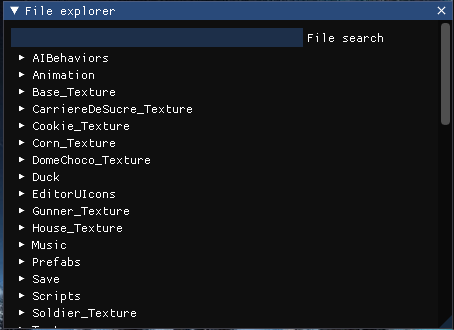 File explorer
File search
AIBehaviors
Animation
Base_Texture
CarriereDeSucre_Texture
Cookie_Texture
Corn_Texture
DomeChoco_Texture
Duck
EditorUIcons
Gunner_Texture
House_Texture
Music
Prefabs
Save
Scripts
Soldier_Texture